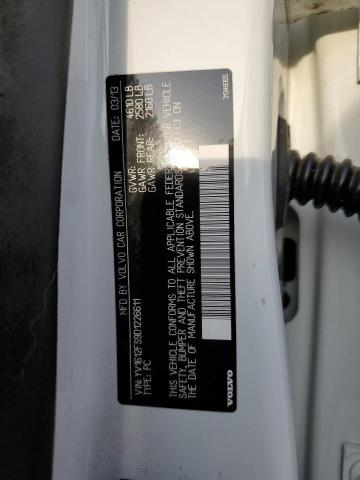 MFD BY VOLVO CAR CORPORATION DATE: 03/13
GVWR: 4610 LB
GAWR FRONT: 2580 LB
GAWR REAR: 2160 LB
VIN: YV1612FS9D1226611
TYPE: PC
THIS VEHICLE CONFORMS TO ALL APPLICABLE FEDERAL MOTOR VEHICLE
SAFETY, BUMPER AND THEFT PREVENTION STANDARDS IN EFFECT ON
THE DATE OF MANUFACTURE SHOWN ABOVE.
VOLVO